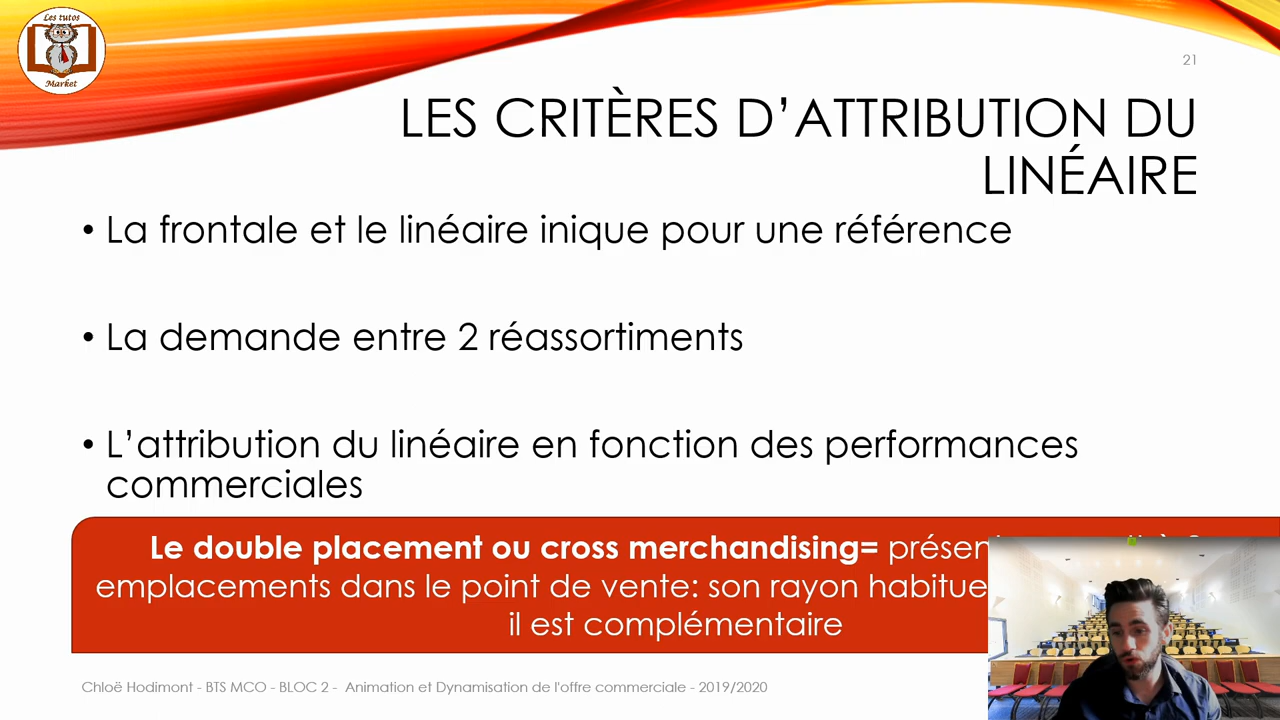 Les tutos
Market
21
LES CRITÈRES D’ATTRIBUTION DU
LINÉAIRE
• La frontale et le linéaire inique pour une référence
• La demande entre 2 réassortiments
• L’attribution du linéaire en fonction des performances
commerciales
Le double placement ou cross merchandising=
emplacements dans le point de vente: son rayon
il est complémentaire
Chloë Hodimont - BTS MCO - BLOC 2 - Animation et Dynamisation de l'offre commerciale - 2019/2020